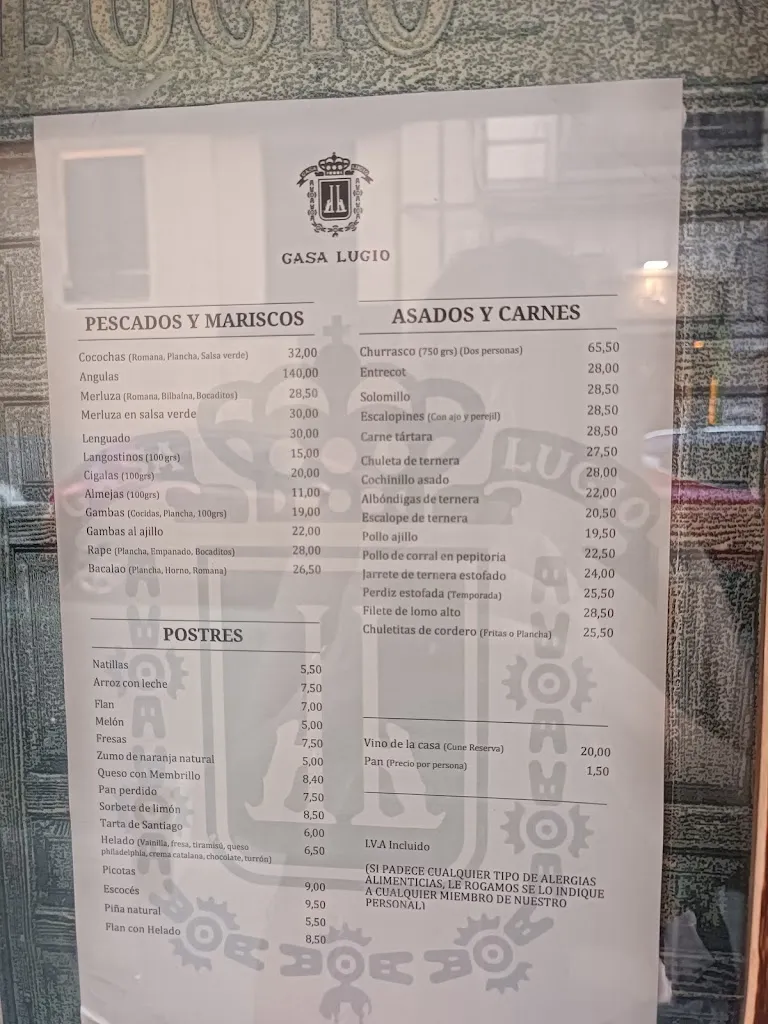 LUCIO
CASA LUCIO
PESCADOS Y MARISCOS
Cocochas (Romana, Plancha, Salsa verde) 32,00
Angulas 140,00
Merluza (Romana, Bilbaína, Bocaditos) 28,50
Merluza en salsa verde 30,00
Lenguado 30,00
Langostinos (100grs) 15,00
Cigalas (100grs) 20,00
Almejas (100grs) 11,00
Gambas (Cocidas, Plancha, 100grs) 19,00
Gambas al ajillo 22,00
Rape (Plancha, Empanado, Bocaditos) 28,00
Bacalao (Plancha, Horno, Romana) 26,50
POSTRES
Natillas 5,50
Arroz con leche 7,50
Flan 7,00
Melón 5,00
Fresas 7,50
Zumo de naranja natural 5,00
Queso con Membrillo 8,40
Pan perdido 7,50
Sorbete de limón 8,50
Tarta de Santiago 6,00
Helado (Vainilla, fresa, tiramisú, queso 6,50
philadelphia, crema catalana, chocolate, turrón)
Picotas 9,00
Escocés 9,50
Piña natural 5,50
Flan con Helado 8,50
ASADOS Y CARNES
Churrasco (750 grs) (Dos personas) 65,50
Entrecot 28,00
Solomillo 28,50
Escalopines (Con ajo y perejil) 28,50
Carne tártara 28,50
Chuleta de ternera 27,50
Cochinillo asado 28,00
Albóndigas de ternera 22,00
Escalope de ternera 20,50
Pollo ajillo 19,50
Pollo de corral en pepitoria 22,50
Jarrete de ternera estofado 24,00
Perdiz estofada (Temporada) 25,50
Filete de lomo alto 28,50
Chuletitas de cordero (Fritas o Plancha) 25,50
Vino de la casa (Cune Reserva) 20,00
Pan (Precio por persona) 1,50
I.V.A Incluido
(SI PADECE CUALQUIER TIPO DE ALERGIAS
ALIMENTICIAS, LE ROGAMOS SE LO INDIQUE
A CUALQUIER MIEMBRO DE NUESTRO
PERSONAL)